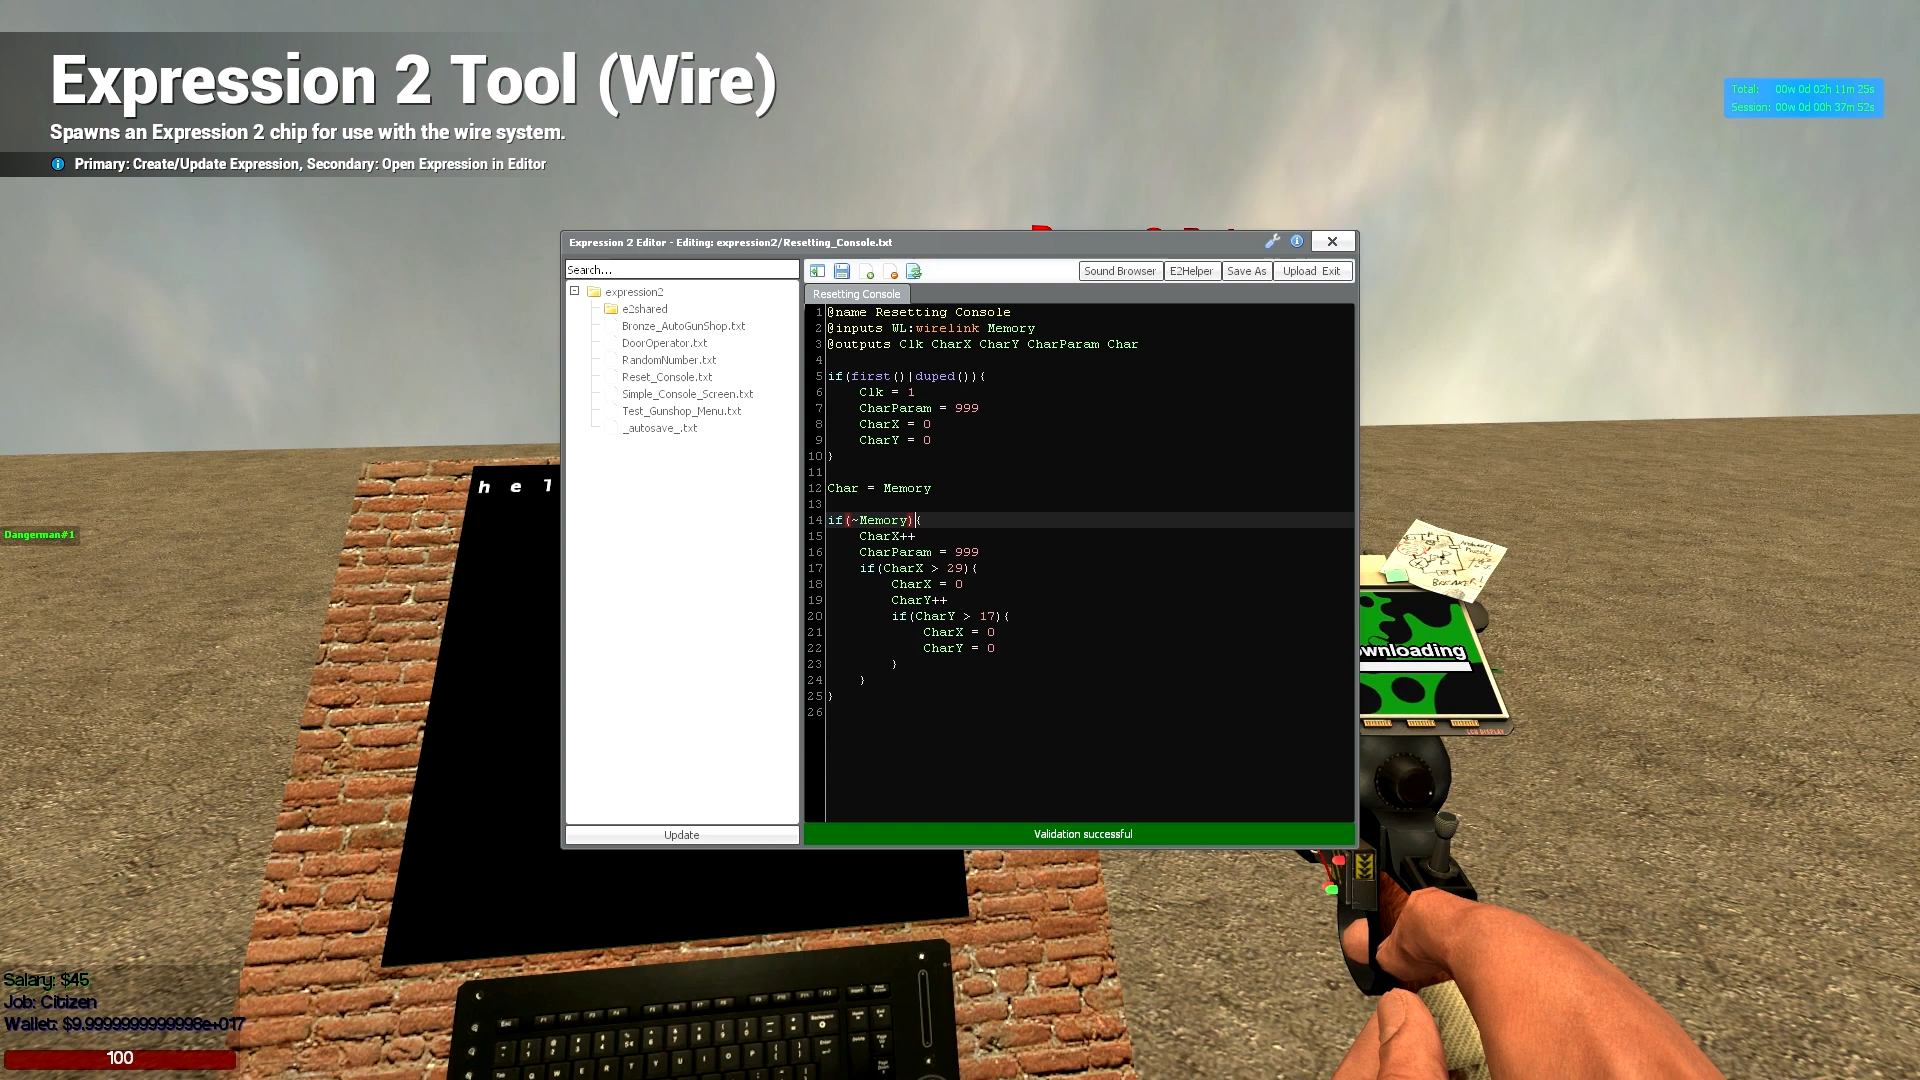 Expression 2 Tool (Wire)
Spawns an Expression 2 chip for use with the wire system.
Primary: Create/Update Expression, Secondary: Open Expression in Editor
Total: 00w 0d 02h 11m 25s
Session: 00w 0d 00h 37m 52s
Expression 2 Editor - Editing: expression2/Resetting_Console.txt
Search...
Sound Browser E2Helper Save As Upload Exit
expression2
e2shared
Bronze_AutoGunShop.txt
DoorOperator.txt
RandomNumber.txt
Reset_Console.txt
Simple_Console_Screen.txt
Test_Gunshop_Menu.txt
_autosave_.txt
Update
Resetting Console
1 @name Resetting Console
2 @inputs WL:wirelink Memory
3 @outputs Clk CharX CharY CharParam Char
4
5 if(first()|duped()){
6 Clk = 1
7 CharParam = 999
8 CharX = 0
9 CharY = 0
10 }
11
12 Char = Memory
13
14 if(~Memory){
15 CharX++
16 CharParam = 999
17 if(CharX > 29){
18 CharX = 0
19 CharY++
20 if(CharY > 17){
21 CharX = 0
22 CharY = 0
23 }
24 }
25 }
26
Validation successful
h e l
Dangerman#1
BREAKER!
wnloading
LCD DISPLAY
Salary: $45
Job: Citizen
Wallet: $9.9999999999998e+017
100